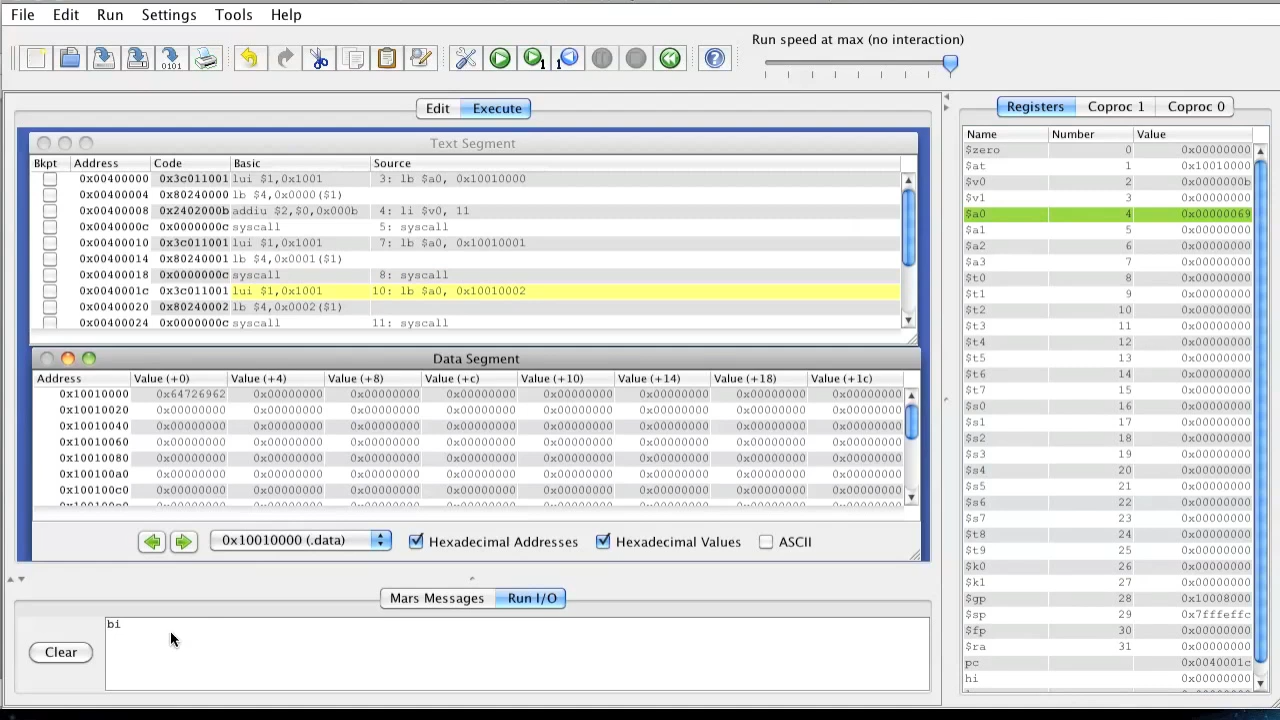 File Edit Run Settings Tools Help
Run speed at max (no interaction)
0101 1 1 ?
Edit Execute
Registers Coproc 1 Coproc 0
Text Segment
Bkpt Address Code Basic Source
0x00400000 0x3c011001 lui $1,0x1001 3: lb $a0, 0x10010000
0x00400004 0x80240000 lb $4,0x0000($1)
0x00400008 0x2402000b addiu $2,$0,0x000b 4: li $v0, 11
0x0040000c 0x0000000c syscall 5: syscall
0x00400010 0x3c011001 lui $1,0x1001 7: lb $a0, 0x10010001
0x00400014 0x80240001 lb $4,0x0001($1)
0x00400018 0x0000000c syscall 8: syscall
0x0040001c 0x3c011001 lui $1,0x1001 10: lb $a0, 0x10010002
0x00400020 0x80240002 lb $4,0x0002($1)
0x00400024 0x0000000c syscall 11: syscall
Data Segment
Address Value (+0) Value (+4) Value (+8) Value (+c) Value (+10) Value (+14) Value (+18) Value (+1c)
0x10010000 0x64726962 0x00000000 0x00000000 0x00000000 0x00000000 0x00000000 0x00000000 0x00000000
0x10010020 0x00000000 0x00000000 0x00000000 0x00000000 0x00000000 0x00000000 0x00000000 0x00000000
0x10010040 0x00000000 0x00000000 0x00000000 0x00000000 0x00000000 0x00000000 0x00000000 0x00000000
0x10010060 0x00000000 0x00000000 0x00000000 0x00000000 0x00000000 0x00000000 0x00000000 0x00000000
0x10010080 0x00000000 0x00000000 0x00000000 0x00000000 0x00000000 0x00000000 0x00000000 0x00000000
0x100100a0 0x00000000 0x00000000 0x00000000 0x00000000 0x00000000 0x00000000 0x00000000 0x00000000
0x100100c0 0x00000000 0x00000000 0x00000000 0x00000000 0x00000000 0x00000000 0x00000000 0x00000000
0x10010000 (.data) Hexadecimal Addresses Hexadecimal Values ASCII
Mars Messages Run I/O
Clear
bi
Name Number Value
$zero 0 0x00000000
$at 1 0x10010000
$v0 2 0x0000000b
$v1 3 0x00000000
$a0 4 0x00000069
$a1 5 0x00000000
$a2 6 0x00000000
$a3 7 0x00000000
$t0 8 0x00000000
$t1 9 0x00000000
$t2 10 0x00000000
$t3 11 0x00000000
$t4 12 0x00000000
$t5 13 0x00000000
$t6 14 0x00000000
$t7 15 0x00000000
$s0 16 0x00000000
$s1 17 0x00000000
$s2 18 0x00000000
$s3 19 0x00000000
$s4 20 0x00000000
$s5 21 0x00000000
$s6 22 0x00000000
$s7 23 0x00000000
$t8 24 0x00000000
$t9 25 0x00000000
$k0 26 0x00000000
$k1 27 0x00000000
$gp 28 0x10008000
$sp 29 0x7fffeffc
$fp 30 0x00000000
$ra 31 0x00000000
pc 0x0040001c
hi 0x00000000